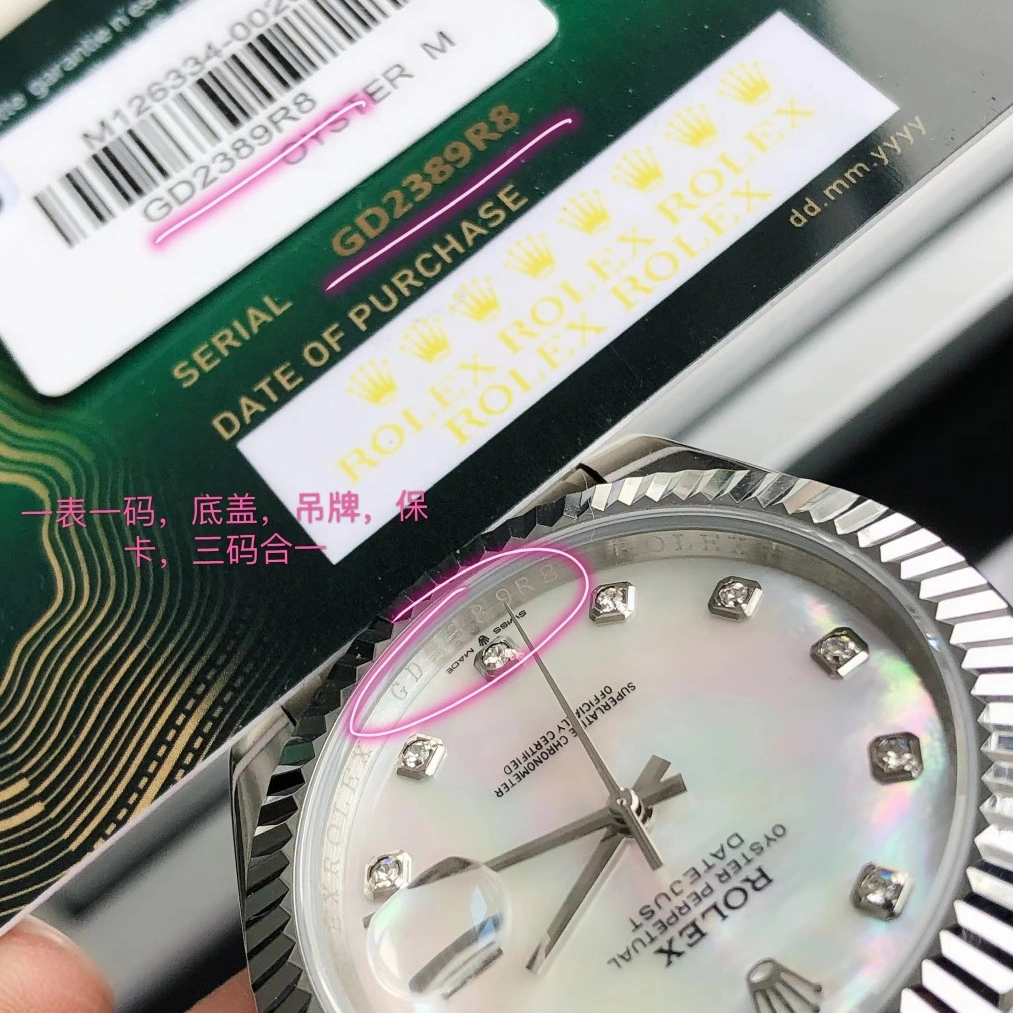 garantie n'es
M126334-002
GD2389R8
OYSTER M
SERIAL GD2389R8
DATE OF PURCHASE
dd.mm.yyyy
ROLEX ROLEX ROLEX
ROLEX ROLEX
一表一码，底盖，吊牌，保
卡，三码合一
ROLEX
GD2389R8
SWISS MADE
SUPERLATIVE CHRONOMETER
OFFICIALLY CERTIFIED
ROLEX
OYSTER PERPETUAL
DATEJUST
EXROLEX